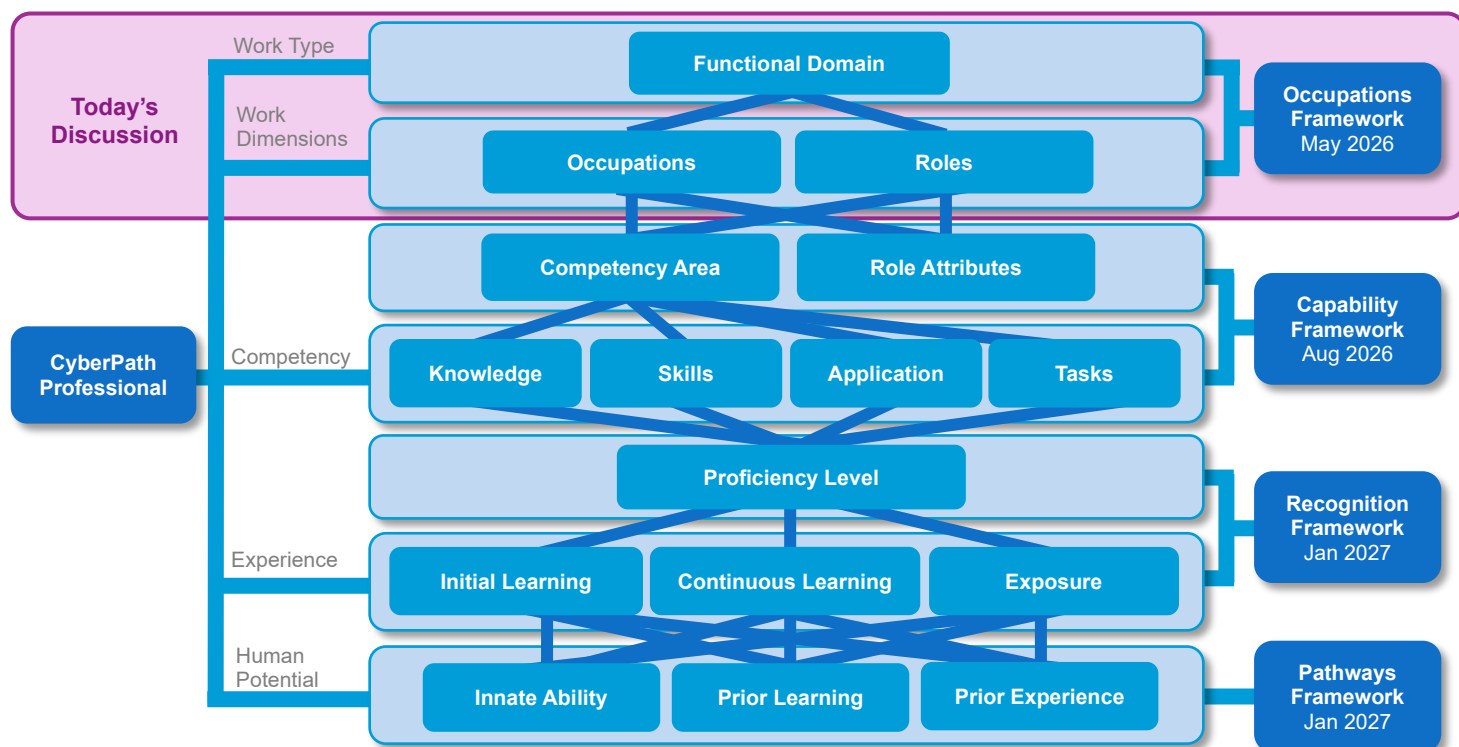 Work Type
Functional Domain
Today's
Discussion
Work
Dimensions
Occupations
Roles
Occupations
Framework
May 2026
Competency Area
Role Attributes
Capability
Framework
Aug 2026
CyberPath
Professional
Competency
Knowledge
Skills
Application
Tasks
Proficiency Level
Recognition
Framework
Jan 2027
Experience
Initial Learning
Continuous Learning
Exposure
Human
Potential
Innate Ability
Prior Learning
Prior Experience
Pathways
Framework
Jan 2027